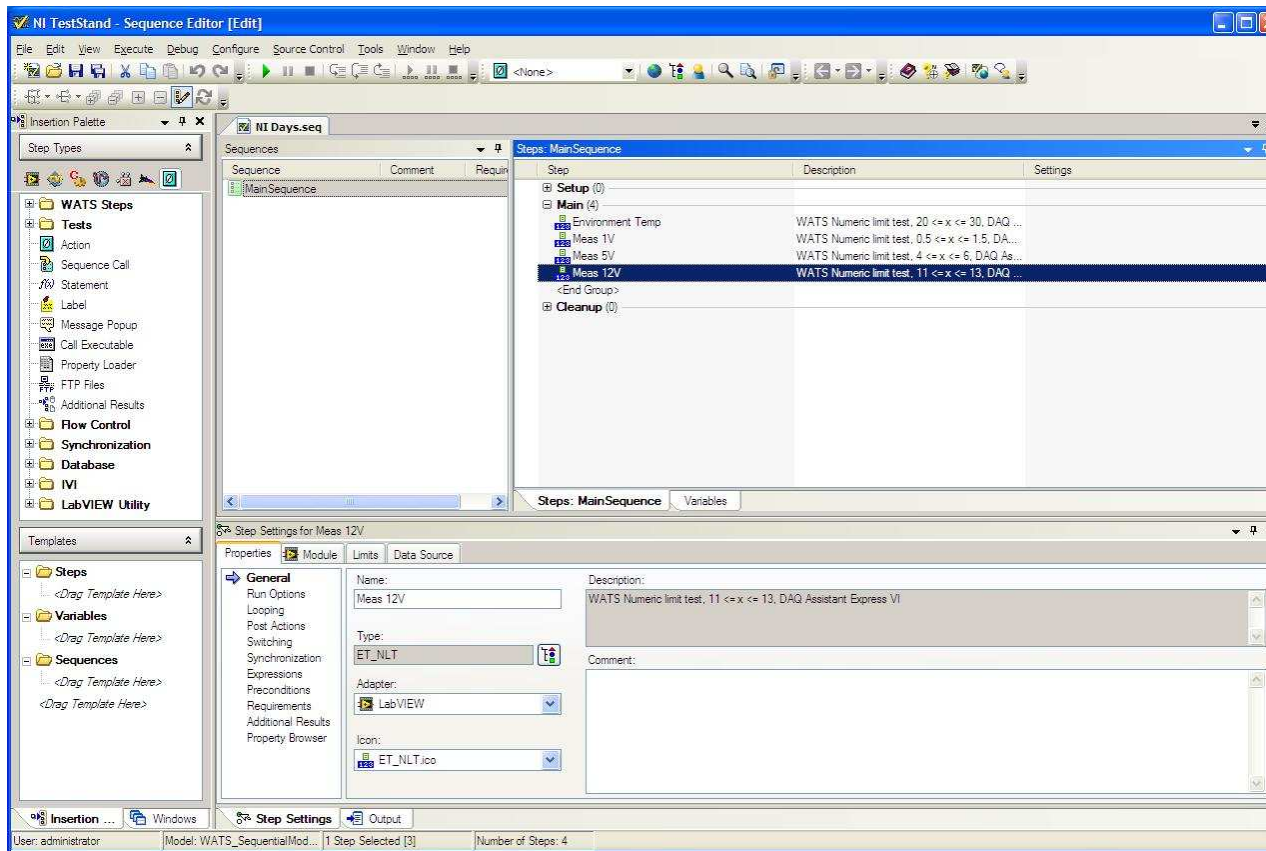 NI TestStand - Sequence Editor [Edit]
File Edit View Execute Debug Configure Source Control Tools Window Help
<None>
Insertion Palette
Step Types
WATS Steps
Tests
Action
Sequence Call
f(x) Statement
Label
Message Popup
exe Call Executable
Property Loader
FTP FTP Files
Additional Results
Flow Control
Synchronization
Database
IVI
LabVIEW Utility
Templates
Steps
<Drag Template Here>
Variables
<Drag Template Here>
Sequences
<Drag Template Here>
<Drag Template Here>
Insertion ... Windows
NI Days.seq
Sequences
Sequence Comment Requir
MainSequence
Steps: MainSequence
Step Description Settings
Setup (0)
Main (4)
123 Environment Temp WATS Numeric limit test, 20 <= x <= 30, DAQ ...
123 Meas 1V WATS Numeric limit test, 0.5 <= x <= 1.5, DA...
123 Meas 5V WATS Numeric limit test, 4 <= x <= 6, DAQ As...
123 Meas 12V WATS Numeric limit test, 11 <= x <= 13, DAQ ...
<End Group>
Cleanup (0)
Steps: MainSequence Variables
Step Settings for Meas 12V
Properties Module Limits Data Source
General
Run Options
Looping
Post Actions
Switching
Synchronization
Expressions
Preconditions
Requirements
Additional Results
Property Browser
Name:
Meas 12V
Type:
ET_NLT
Adapter:
LabVIEW
Icon:
123 ET_NLT.ico
Description:
WATS Numeric limit test, 11 <= x <= 13, DAQ Assistant Express VI
Comment:
Step Settings Output
User: administrator Model: WATS_SequentialMod... 1 Step Selected [3] Number of Steps: 4